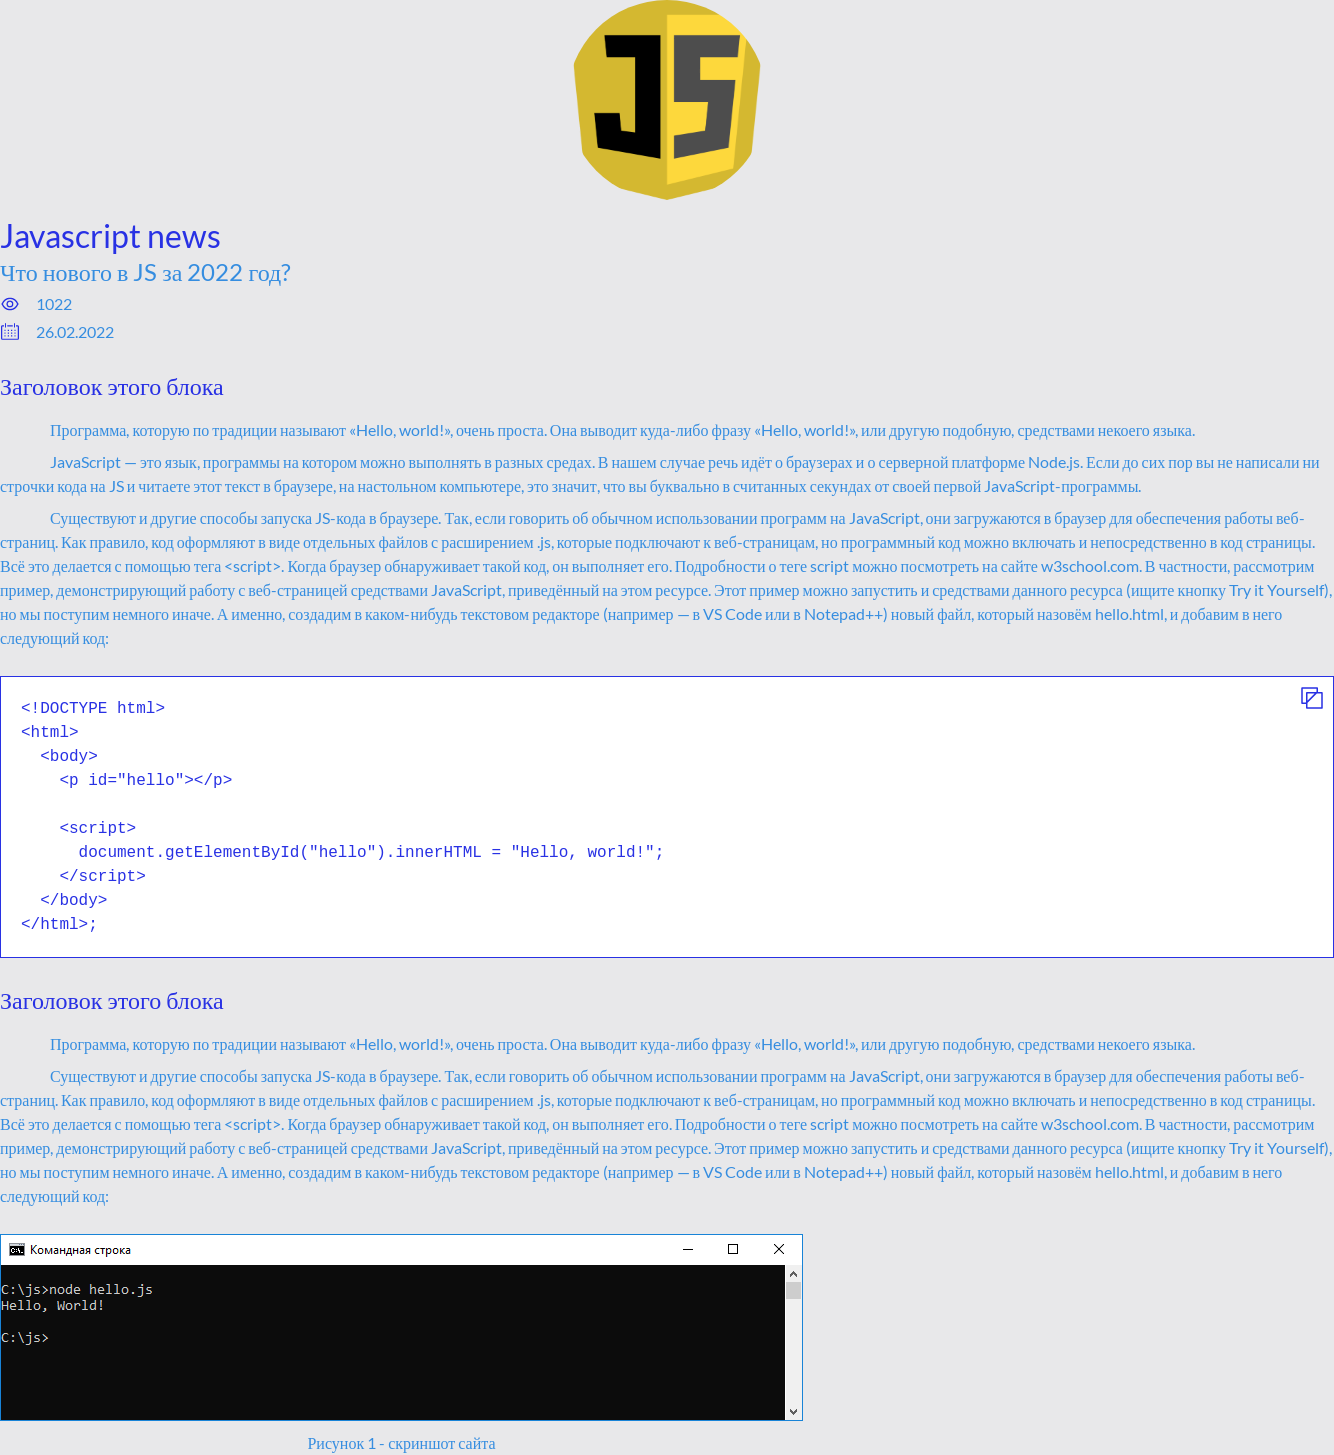 JS
Javascript news
Что нового в JS за 2022 год?
1022
26.02.2022
Заголовок этого блока
Программа, которую по традиции называют «Hello, world!», очень проста. Она выводит куда-либо фразу «Hello, world!», или другую подобную, средствами некоего языка.
JavaScript — это язык, программы на котором можно выполнять в разных средах. В нашем случае речь идёт о браузерах и о серверной платформе Node.js. Если до сих пор вы не написали ни
строчки кода на JS и читаете этот текст в браузере, на настольном компьютере, это значит, что вы буквально в считанных секундах от своей первой JavaScript-программы.
Существуют и другие способы запуска JS-кода в браузере. Так, если говорить об обычном использовании программ на JavaScript, они загружаются в браузер для обеспечения работы веб-
страниц. Как правило, код оформляют в виде отдельных файлов с расширением .js, которые подключают к веб-страницам, но программный код можно включать и непосредственно в код страницы.
Всё это делается с помощью тега <script>. Когда браузер обнаруживает такой код, он выполняет его. Подробности о теге script можно посмотреть на сайте w3school.com. В частности, рассмотрим
пример, демонстрирующий работу с веб-страницей средствами JavaScript, приведённый на этом ресурсе. Этот пример можно запустить и средствами данного ресурса (ищите кнопку Try it Yourself),
но мы поступим немного иначе. А именно, создадим в каком-нибудь текстовом редакторе (например — в VS Code или в Notepad++) новый файл, который назовём hello.html, и добавим в него
следующий код:
<!DOCTYPE html>
<html>
  <body>
    <p id="hello"></p>
    <script>
      document.getElementById("hello").innerHTML = "Hello, world!";
    </script>
  </body>
</html>;
Заголовок этого блока
Программа, которую по традиции называют «Hello, world!», очень проста. Она выводит куда-либо фразу «Hello, world!», или другую подобную, средствами некоего языка.
Существуют и другие способы запуска JS-кода в браузере. Так, если говорить об обычном использовании программ на JavaScript, они загружаются в браузер для обеспечения работы веб-
страниц. Как правило, код оформляют в виде отдельных файлов с расширением .js, которые подключают к веб-страницам, но программный код можно включать и непосредственно в код страницы.
Всё это делается с помощью тега <script>. Когда браузер обнаруживает такой код, он выполняет его. Подробности о теге script можно посмотреть на сайте w3school.com. В частности, рассмотрим
пример, демонстрирующий работу с веб-страницей средствами JavaScript, приведённый на этом ресурсе. Этот пример можно запустить и средствами данного ресурса (ищите кнопку Try it Yourself),
но мы поступим немного иначе. А именно, создадим в каком-нибудь текстовом редакторе (например — в VS Code или в Notepad++) новый файл, который назовём hello.html, и добавим в него
следующий код:
Командная строка
C:\js>node hello.js
Hello, World!
C:\js>
Рисунок 1 - скриншот сайта